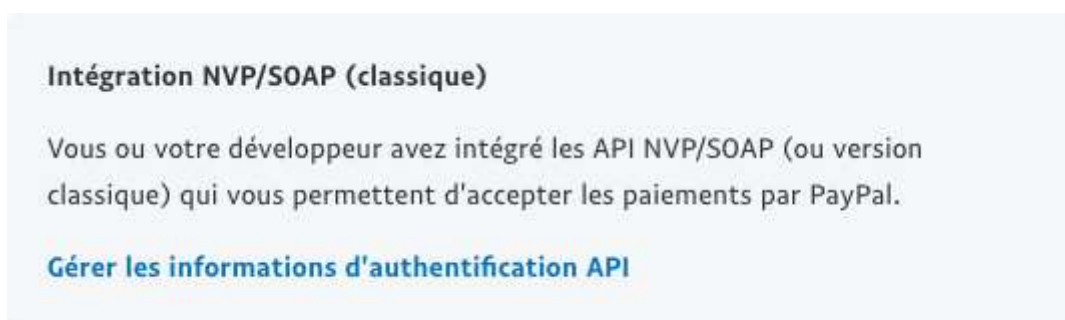 Intégration NVP/SOAP (classique)
Vous ou votre développeur avez intégré les API NVP/SOAP (ou version
classique) qui vous permettent d'accepter les paiements par PayPal.
Gérer les informations d'authentification API